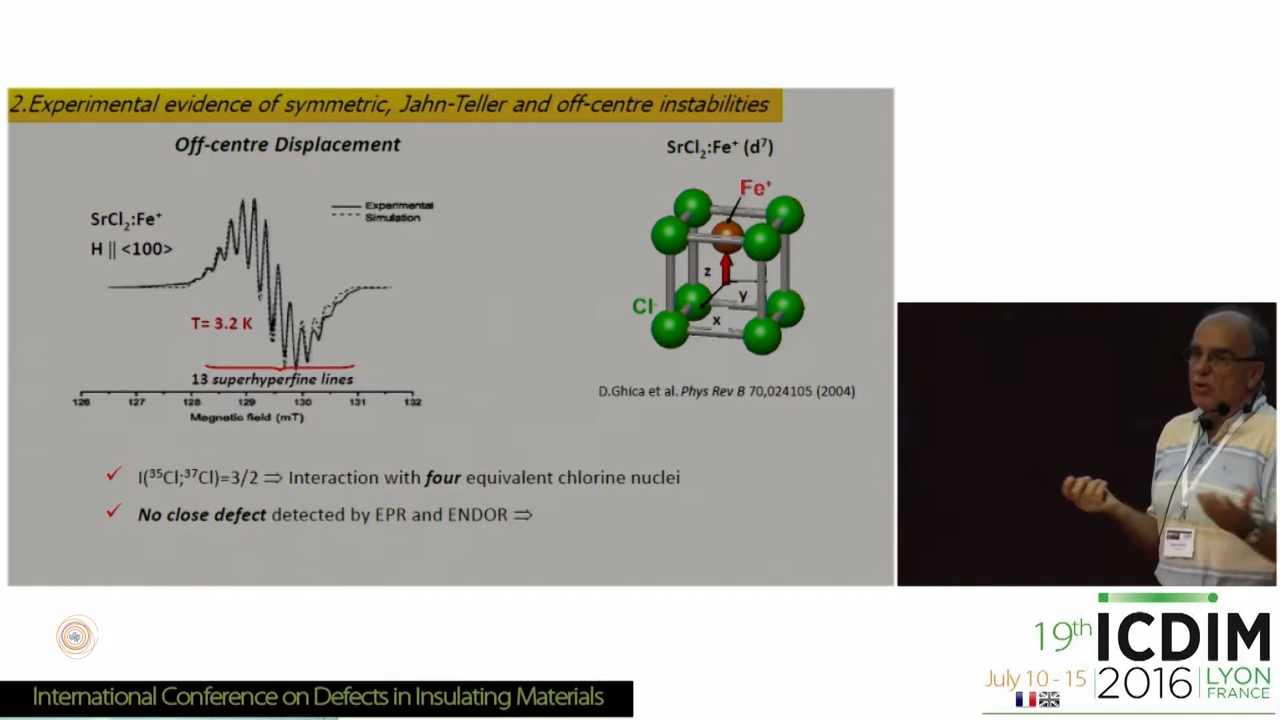 2.Experimental evidence of symmetric, Jahn-Teller and off-centre instabilities
Off-centre Displacement
SrCl₂:Fe⁺
H || <100>
Experimental
Simulation
T= 3.2 K
13 superhyperfine lines
126 127 128 129 130 131 132
Magnetic field (mT)
SrCl₂:Fe⁺ (d⁷)
Fe⁺
z
y
x
Cl⁻
D.Ghica et al. Phys Rev B 70,024105 (2004)
✓ I(³⁵Cl;³⁷Cl)=3/2 ⇒ Interaction with four equivalent chlorine nuclei
✓ No close defect detected by EPR and ENDOR ⇒
19th ICDIM
July 10 - 15 2016 LYON
FRANCE
International Conference on Defects in Insulating Materials